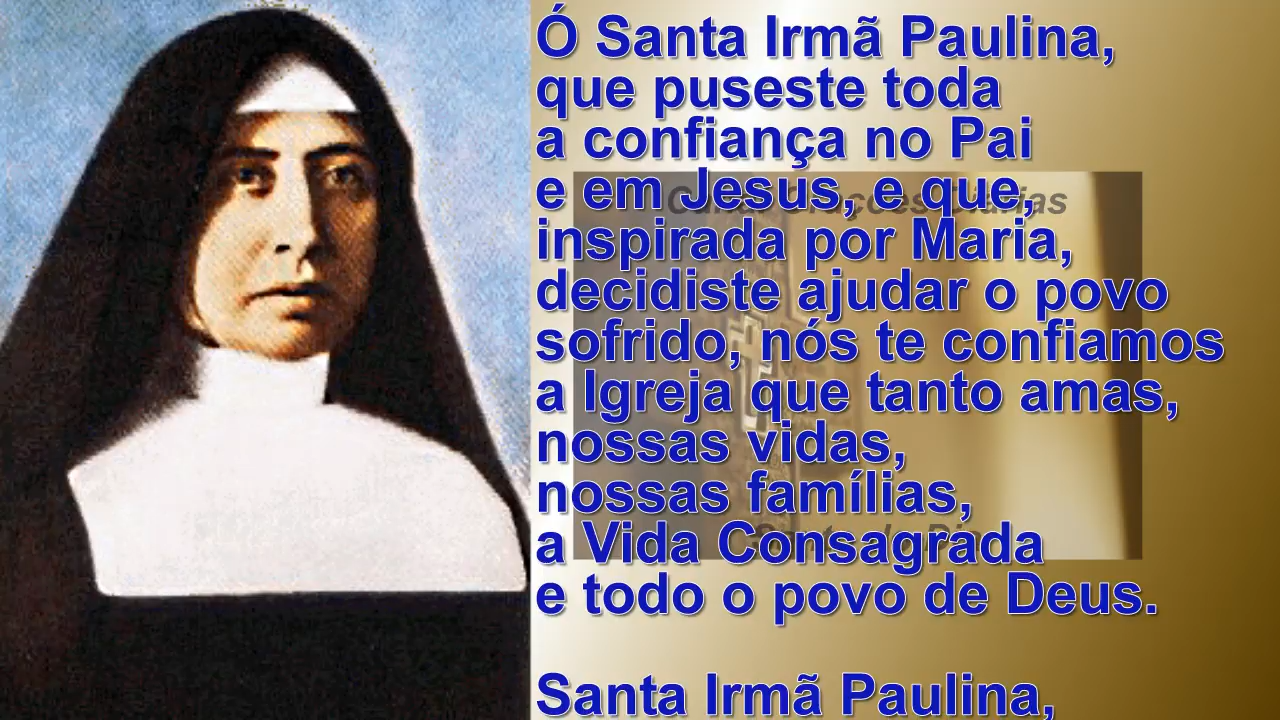 Ó Santa Irmã Paulina,
que puseste toda
a confiança no Pai
e em Jesus, e que,
inspirada por Maria,
decidiste ajudar o povo
sofrido, nós te confiamos
a Igreja que tanto amas,
nossas vidas,
nossas famílias,
a Vida Consagrada
e todo o povo de Deus.
Santa Irmã Paulina,